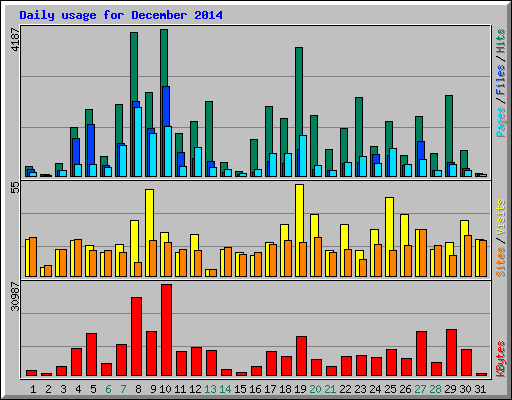 Daily usage for December 2014
4187
Pages / Files / Hits
55
Sites / Visits
30987
KBytes
1 2 3 4 5 6 7 8 9 10 11 12 13 14 15 16 17 18 19 20 21 22 23 24 25 26 27 28 29 30 31